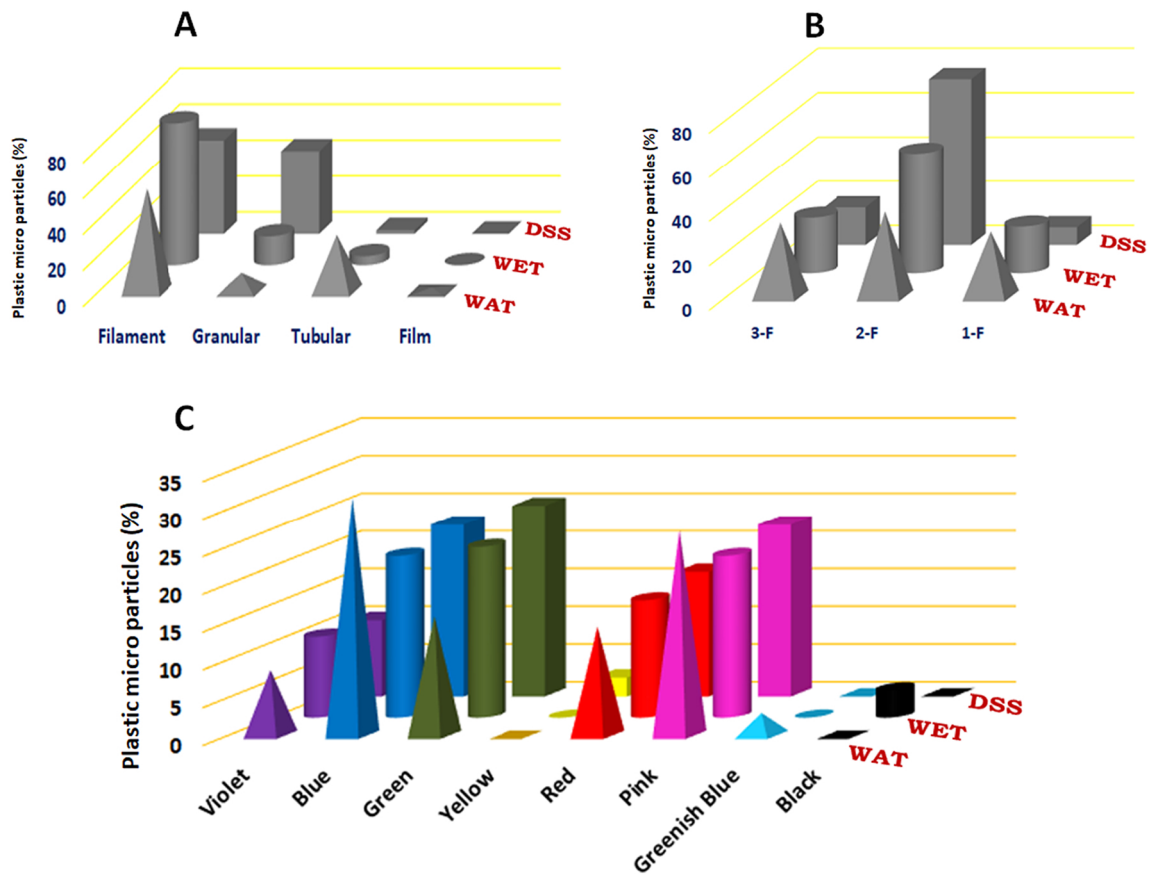 A
Plastic micro particles (%)
80
60
40
20
0
Filament Granular Tubular Film
DSS
WET
WAT
B
Plastic micro particles (%)
80
60
40
20
0
3-F 2-F 1-F
DSS
WET
WAT
C
Plastic micro particles (%)
35
30
25
20
15
10
5
0
Violet Blue Green Yellow Red Pink Greenish Blue Black
DSS
WET
WAT